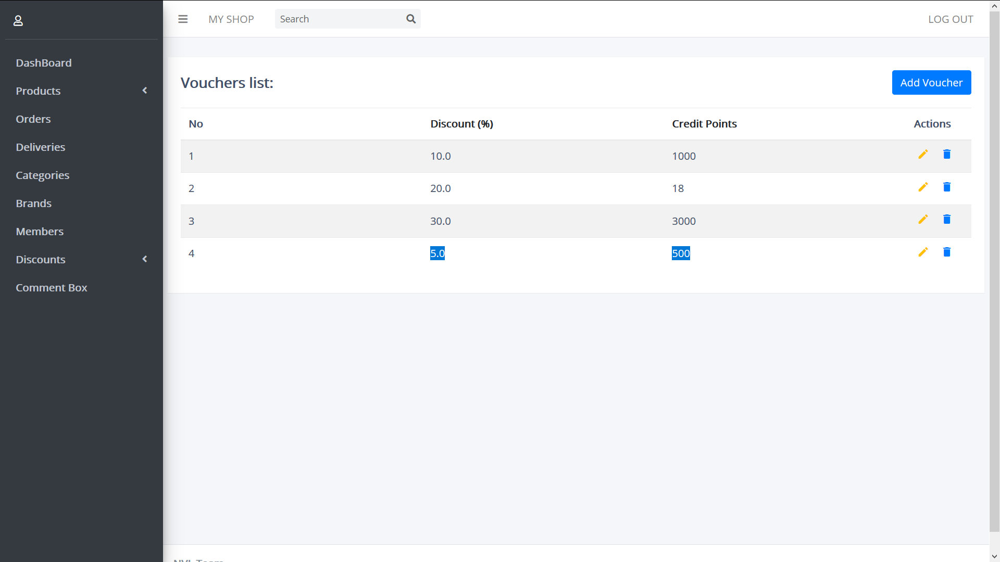 MY SHOP
Search
LOG OUT
DashBoard
Products
Orders
Deliveries
Categories
Brands
Members
Discounts
Comment Box
Vouchers list:
Add Voucher
No Discount (%) Credit Points Actions
1 10.0 1000
2 20.0 18
3 30.0 3000
4 5.0 500